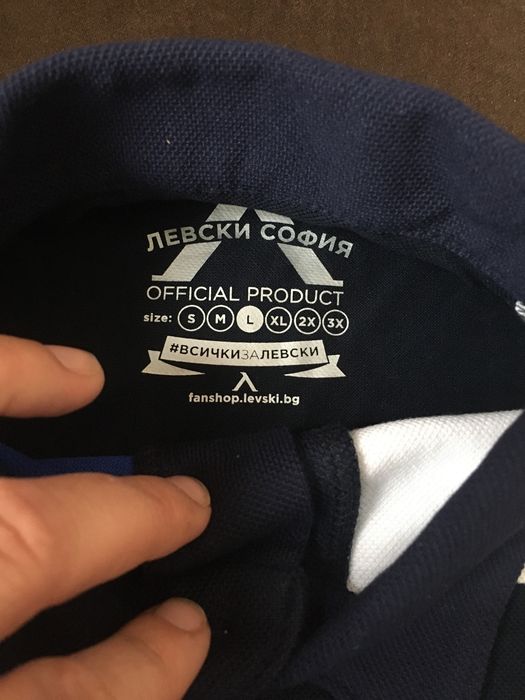 ЛЕВСКИ СОФИЯ
OFFICIAL PRODUCT
size: S M L XL 2X 3X
#ВСИЧКИЗАЛЕВСКИ
fanshop.levski.bg